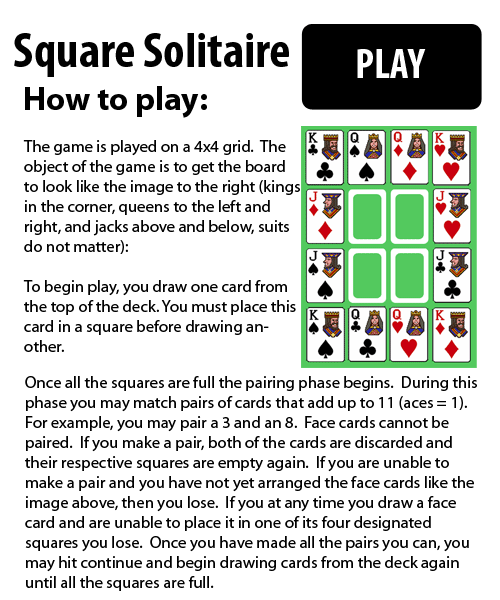 Square Solitaire
PLAY
How to play:
The game is played on a 4x4 grid. The
object of the game is to get the board
to look like the image to the right (kings
in the corner, queens to the left and
right, and jacks above and below, suits
do not matter):
To begin play, you draw one card from
the top of the deck. You must place this
card in a square before drawing an-
other.
K Q Q K
J J
J J
K Q Q K
Once all the squares are full the pairing phase begins. During this
phase you may match pairs of cards that add up to 11 (aces = 1).
For example, you may pair a 3 and an 8. Face cards cannot be
paired. If you make a pair, both of the cards are discarded and
their respective squares are empty again. If you are unable to
make a pair and you have not yet arranged the face cards like the
image above, then you lose. If you at any time you draw a face
card and are unable to place it in one of its four designated
squares you lose. Once you have made all the pairs you can, you
may hit continue and begin drawing cards from the deck again
until all the squares are full.